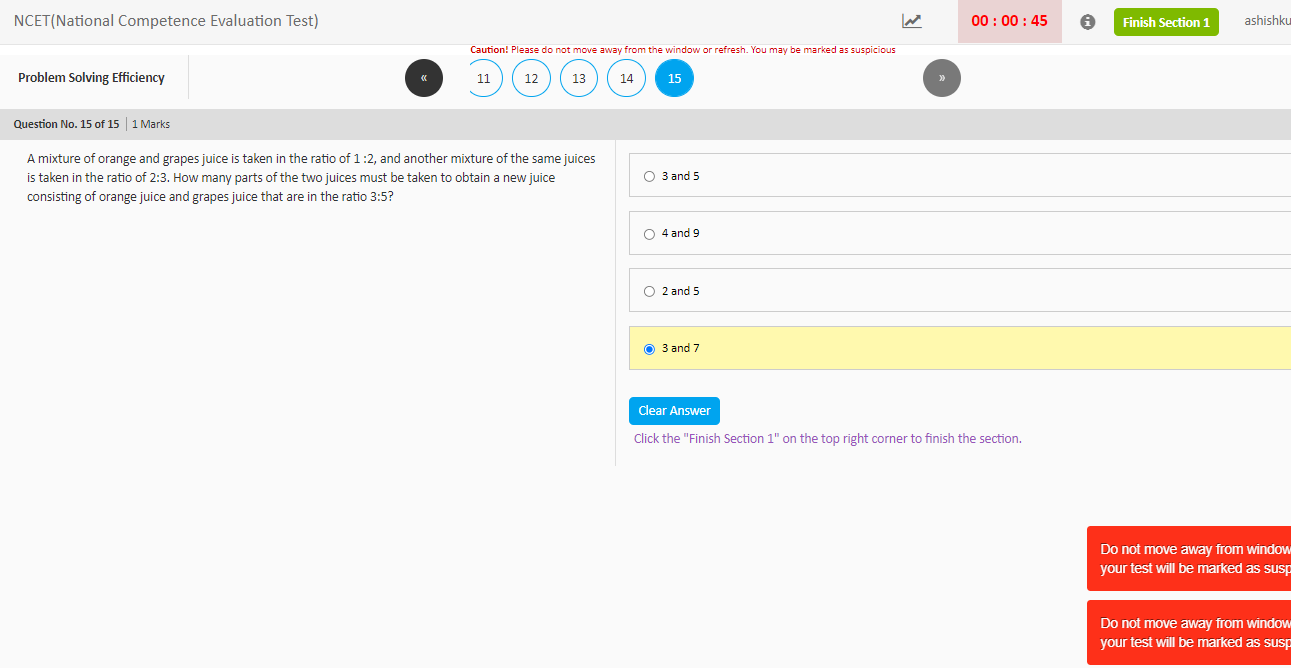 NCET(National Competence Evaluation Test)
00 : 00 : 45
Finish Section 1
ashishku
Caution! Please do not move away from the window or refresh. You may be marked as suspicious
Problem Solving Efficiency
«
11
12
13
14
15
»
Question No. 15 of 15
1 Marks
A mixture of orange and grapes juice is taken in the ratio of 1 :2, and another mixture of the same juices
is taken in the ratio of 2:3. How many parts of the two juices must be taken to obtain a new juice
consisting of orange juice and grapes juice that are in the ratio 3:5?
3 and 5
4 and 9
2 and 5
3 and 7
Clear Answer
Click the "Finish Section 1" on the top right corner to finish the section.
Do not move away from window
your test will be marked as susp
Do not move away from window
your test will be marked as susp